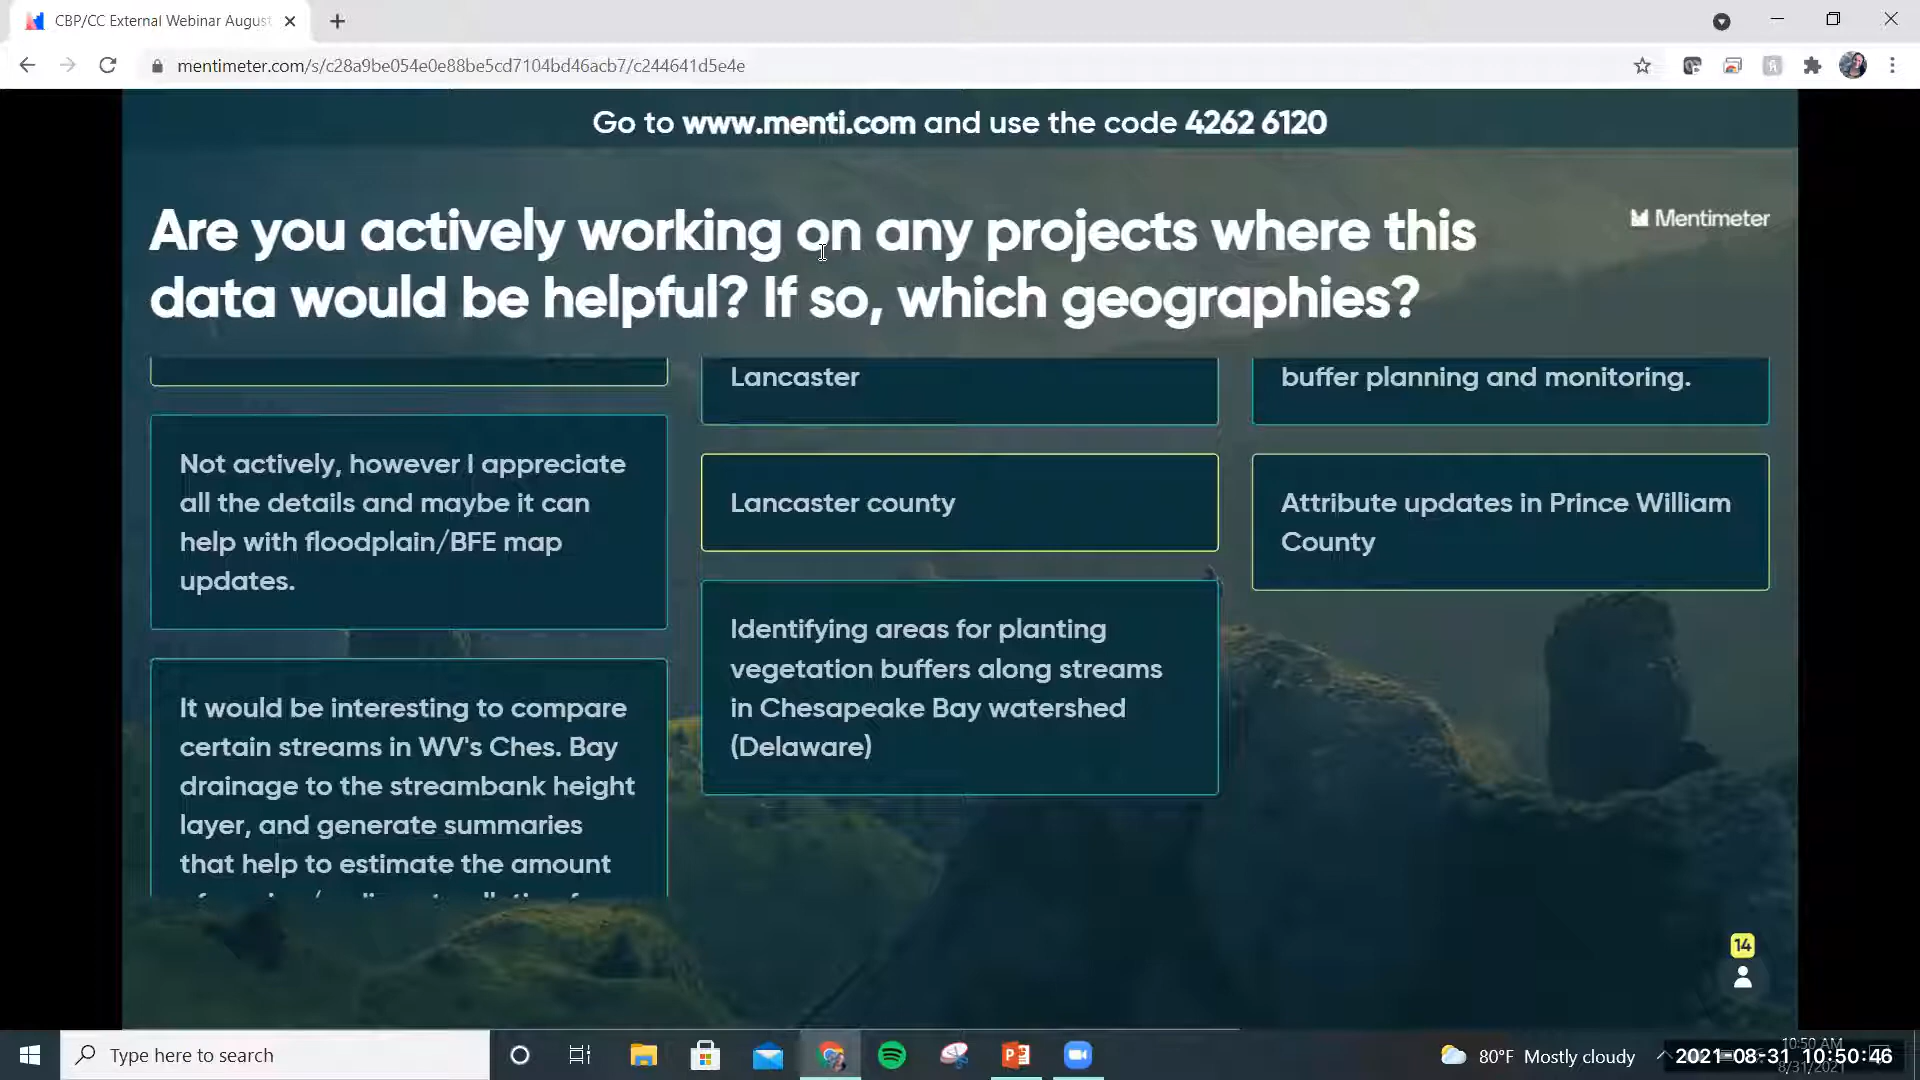 CBP/CC External Webinar August
mentimeter.com/s/c28a9be054e0e88be5cd7104bd46acb7/c244641d5e4e
Go to www.menti.com and use the code 4262 6120
Are you actively working on any projects where this
data would be helpful? If so, which geographies?
Mentimeter
Not actively, however I appreciate
all the details and maybe it can
help with floodplain/BFE map
updates.
It would be interesting to compare
certain streams in WV's Ches. Bay
drainage to the streambank height
layer, and generate summaries
that help to estimate the amount
Lancaster
Lancaster county
Identifying areas for planting
vegetation buffers along streams
in Chesapeake Bay watershed
(Delaware)
buffer planning and monitoring.
Attribute updates in Prince William
County
14
Type here to search
80°F Mostly cloudy
10:50 AM
2021-08-31 10:50:46
8/31/2021